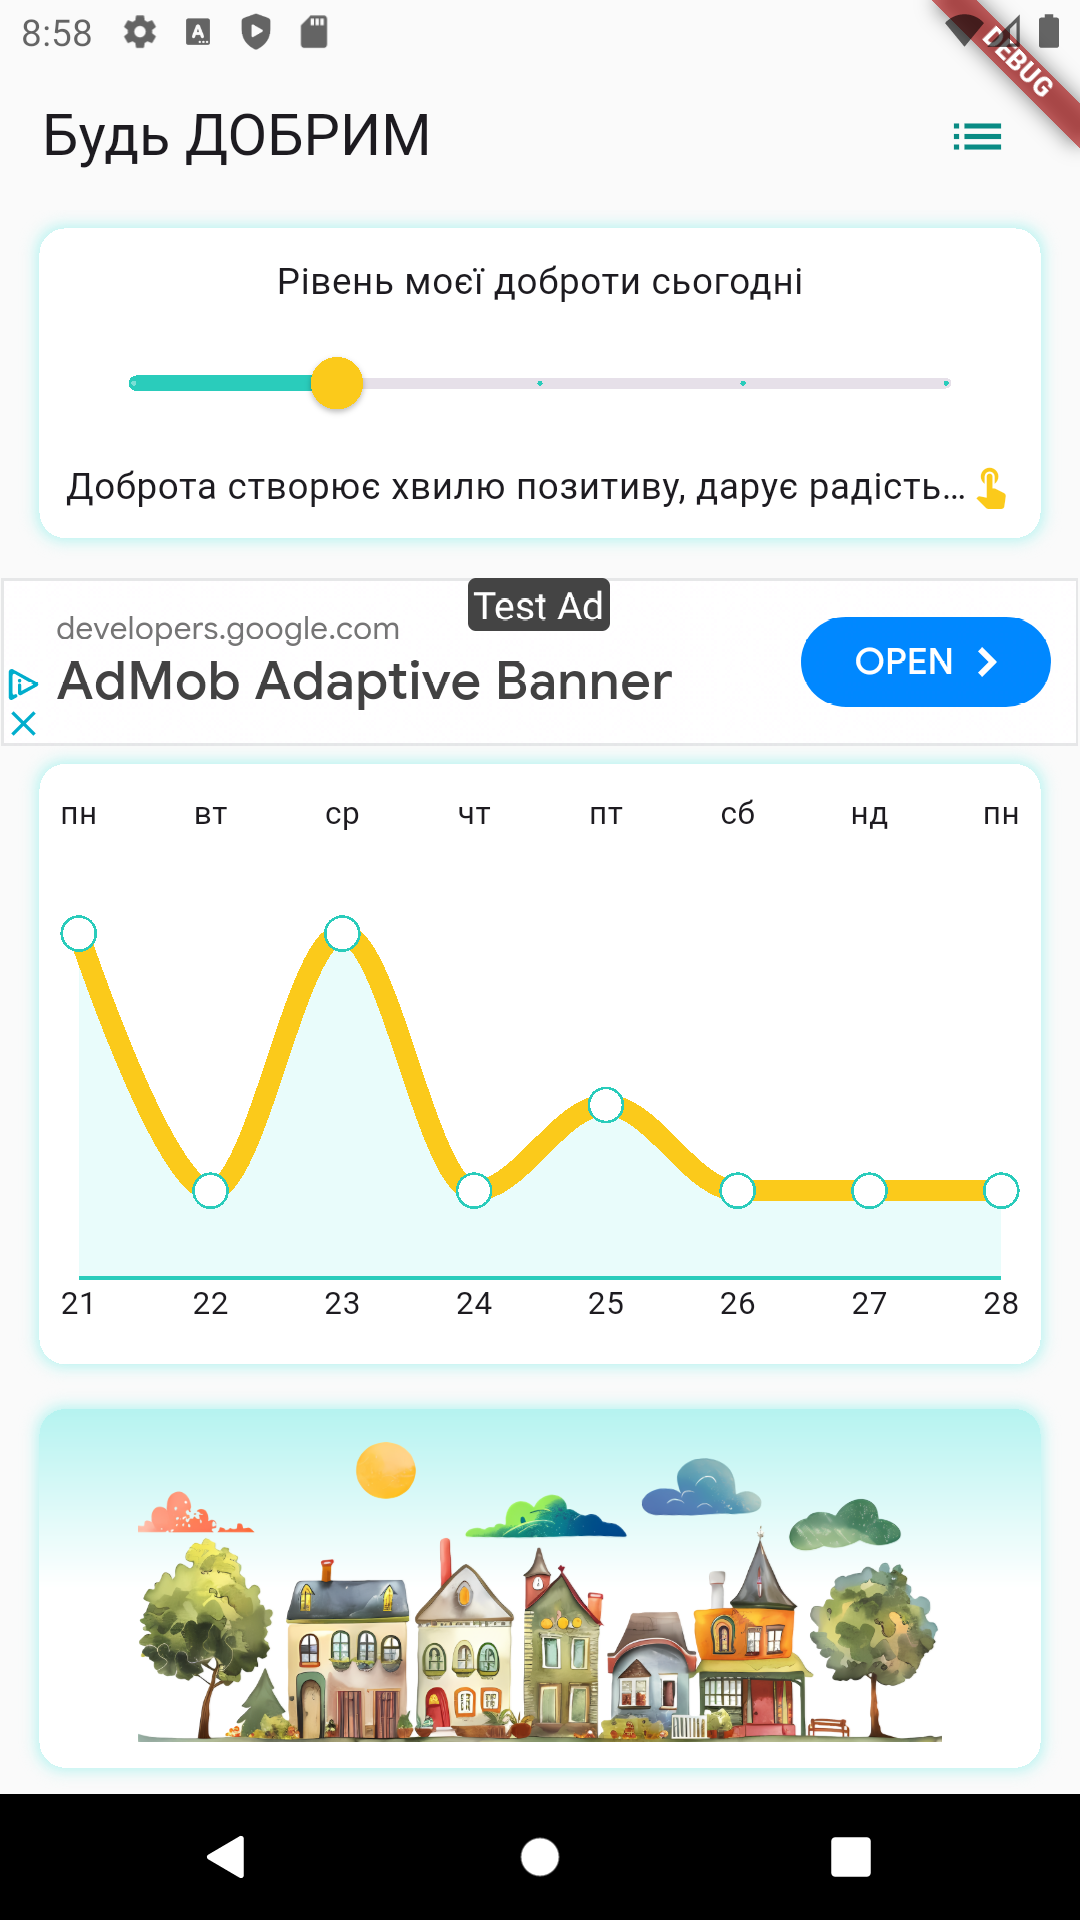 8:58
DEBUG
Будь ДОБРИМ
Рівень моєї доброти сьогодні
Доброта створює хвилю позитиву, дарує радість...
Test Ad
developers.google.com
AdMob Adaptive Banner
OPEN
пн вт ср чт пт сб нд пн
21 22 23 24 25 26 27 28